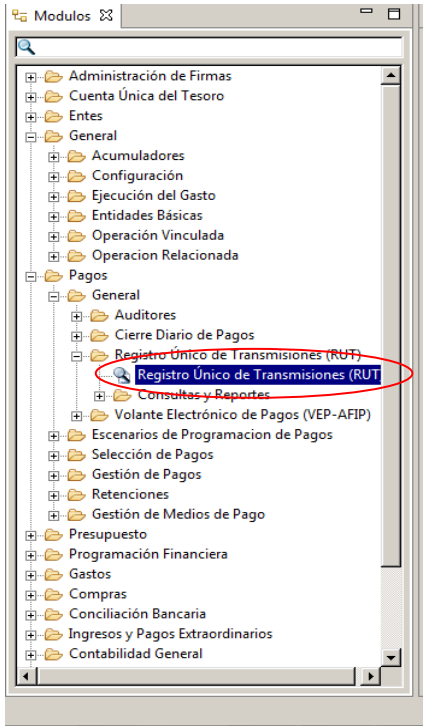 Modulos
Administración de Firmas
Cuenta Única del Tesoro
Entes
General
Acumuladores
Configuración
Ejecución del Gasto
Entidades Básicas
Operación Vinculada
Operacion Relacionada
Pagos
General
Auditores
Cierre Diario de Pagos
Registro Único de Transmisiones (RUT)
Registro Único de Transmisiones (RUT
Consultas y Reportes
Volante Electrónico de Pagos (VEP-AFIP)
Escenarios de Programacion de Pagos
Selección de Pagos
Gestión de Pagos
Retenciones
Gestión de Medios de Pago
Presupuesto
Programación Financiera
Gastos
Compras
Conciliación Bancaria
Ingresos y Pagos Extraordinarios
Contabilidad General